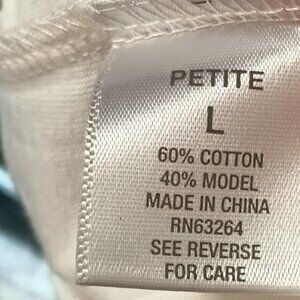 PETITE
L
60% COTTON
40% MODEL
MADE IN CHINA
RN63264
SEE REVERSE
FOR CARE